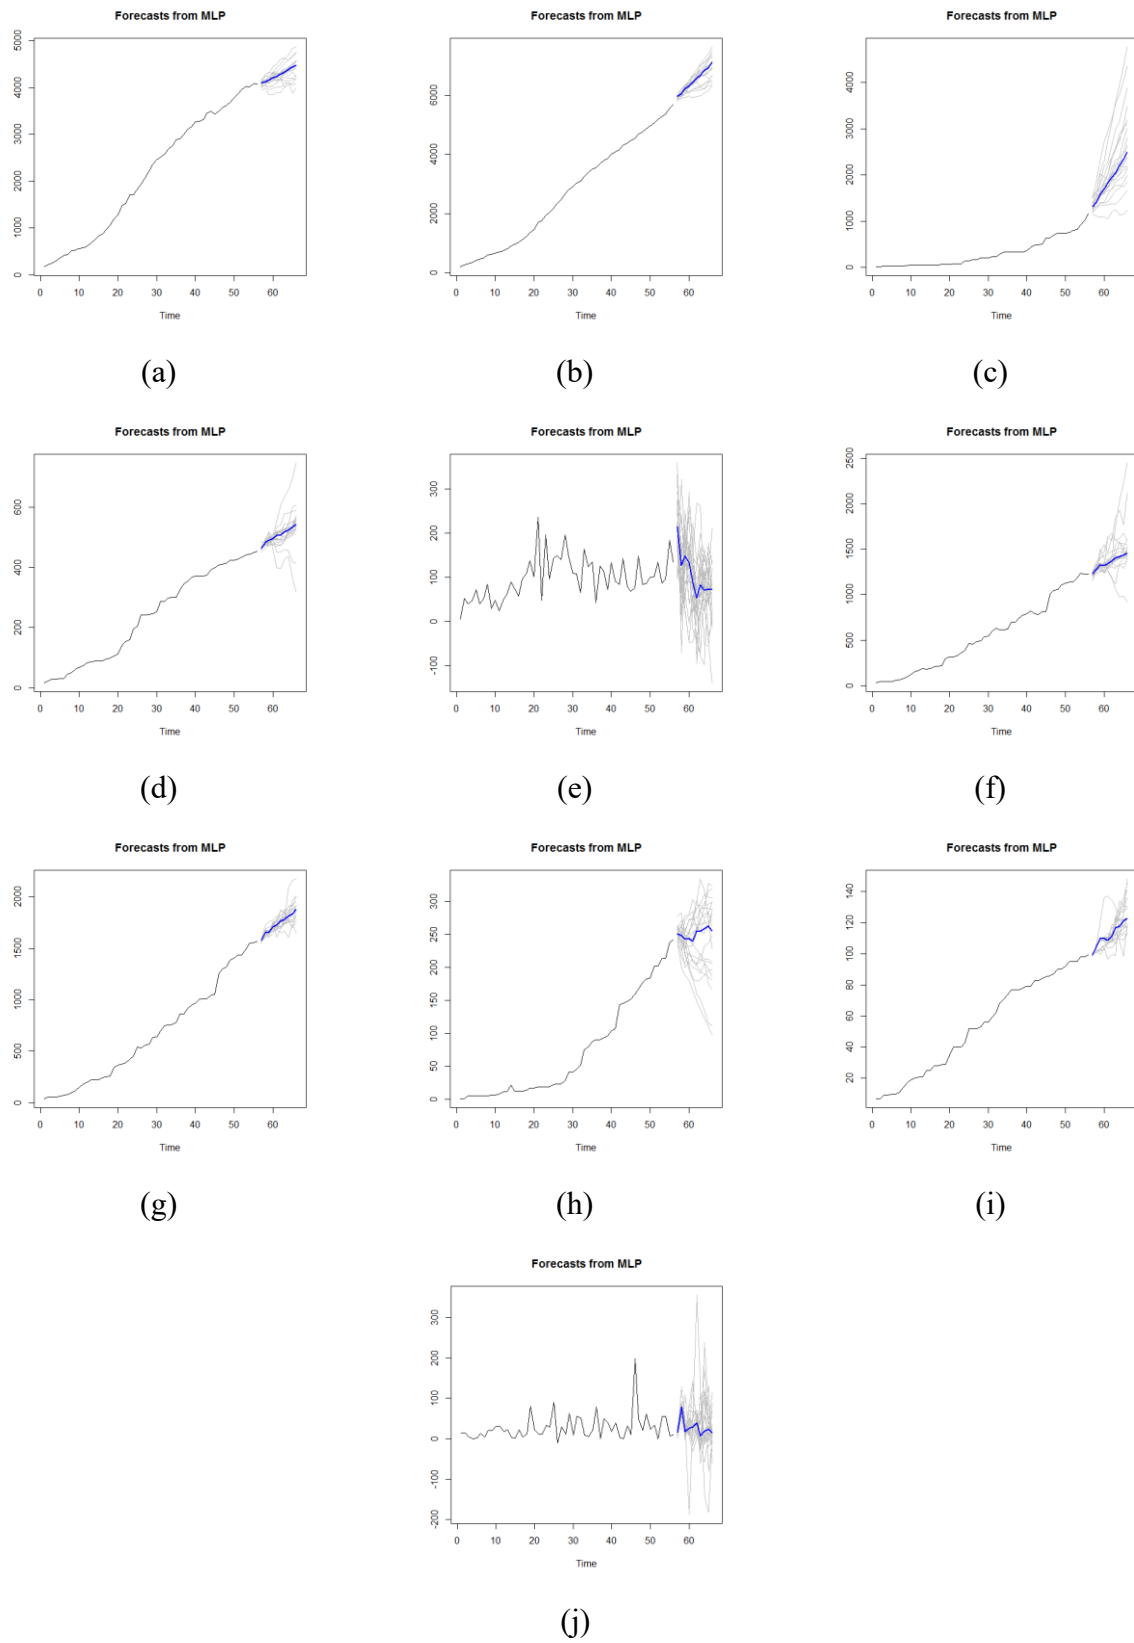 Forecasts from MLP
0 1000 2000 3000 4000 5000
0 10 20 30 40 50 60
Time
(a)
Forecasts from MLP
0 2000 4000 6000
0 10 20 30 40 50 60
Time
(b)
Forecasts from MLP
0 1000 2000 3000 4000
0 10 20 30 40 50 60
Time
(c)
Forecasts from MLP
0 200 400 600
0 10 20 30 40 50 60
Time
(d)
Forecasts from MLP
-100 0 100 200 300
0 10 20 30 40 50 60
Time
(e)
Forecasts from MLP
0 500 1000 1500 2000 2500
0 10 20 30 40 50 60
Time
(f)
Forecasts from MLP
0 500 1000 1500 2000
0 10 20 30 40 50 60
Time
(g)
Forecasts from MLP
0 50 100 150 200 250 300
0 10 20 30 40 50 60
Time
(h)
Forecasts from MLP
20 40 60 80 100 120 140
0 10 20 30 40 50 60
Time
(i)
Forecasts from MLP
-200 -100 0 100 200 300
0 10 20 30 40 50 60
Time
(j)